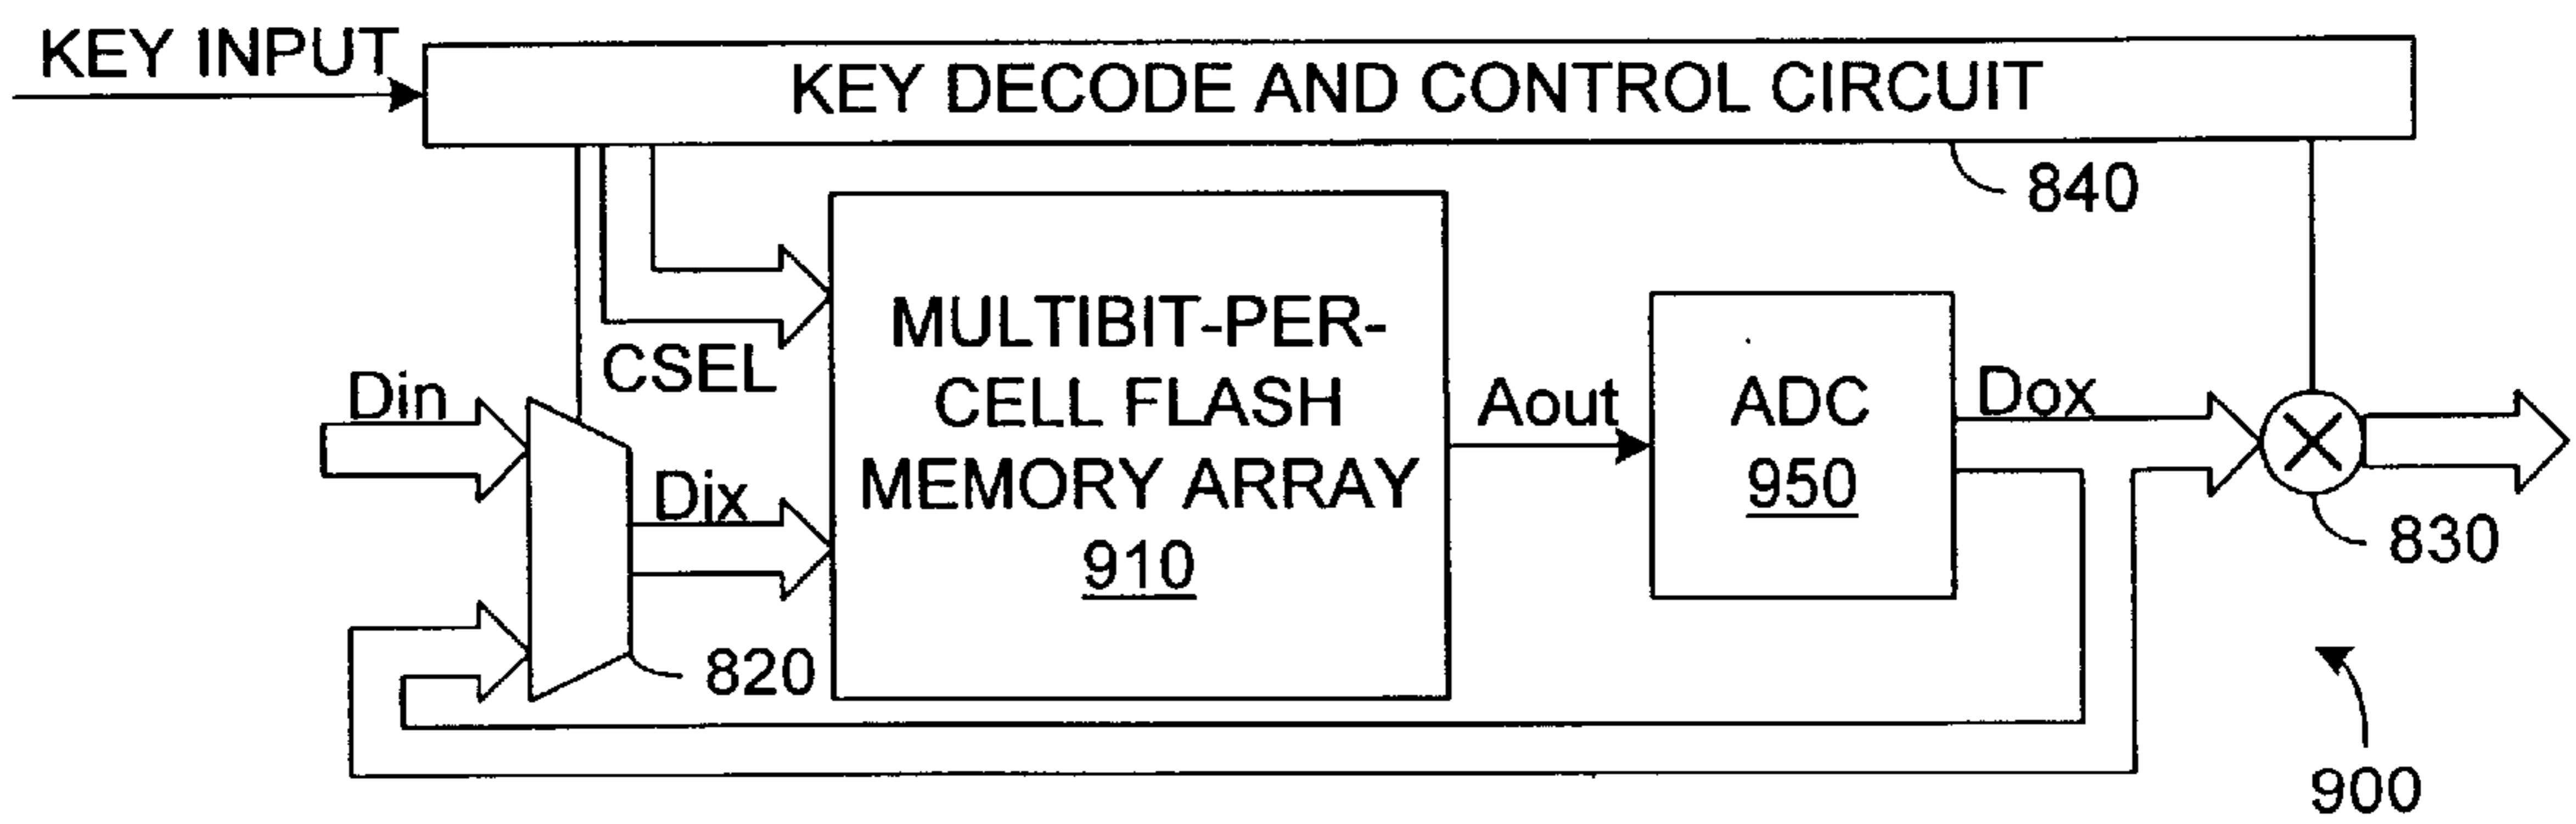 KEY INPUT
KEY DECODE AND CONTROL CIRCUIT
840
CSEL
Din
Dix
820
MULTIBIT-PER-
CELL FLASH
MEMORY ARRAY
910
Aout
ADC
950
Dox
830
900